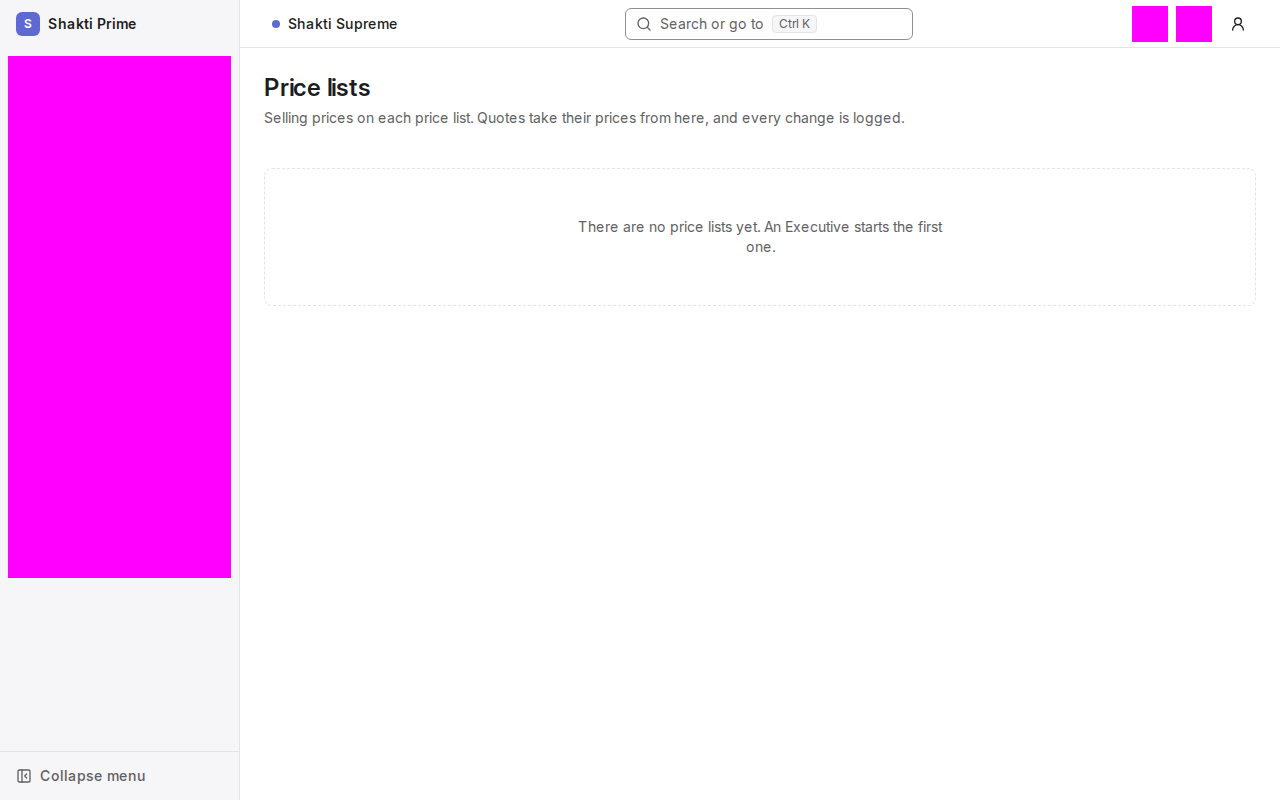 S Shakti Prime
Shakti Supreme
Search or go to Ctrl K
Price lists
Selling prices on each price list. Quotes take their prices from here, and every change is logged.
There are no price lists yet. An Executive starts the first
one.
Collapse menu